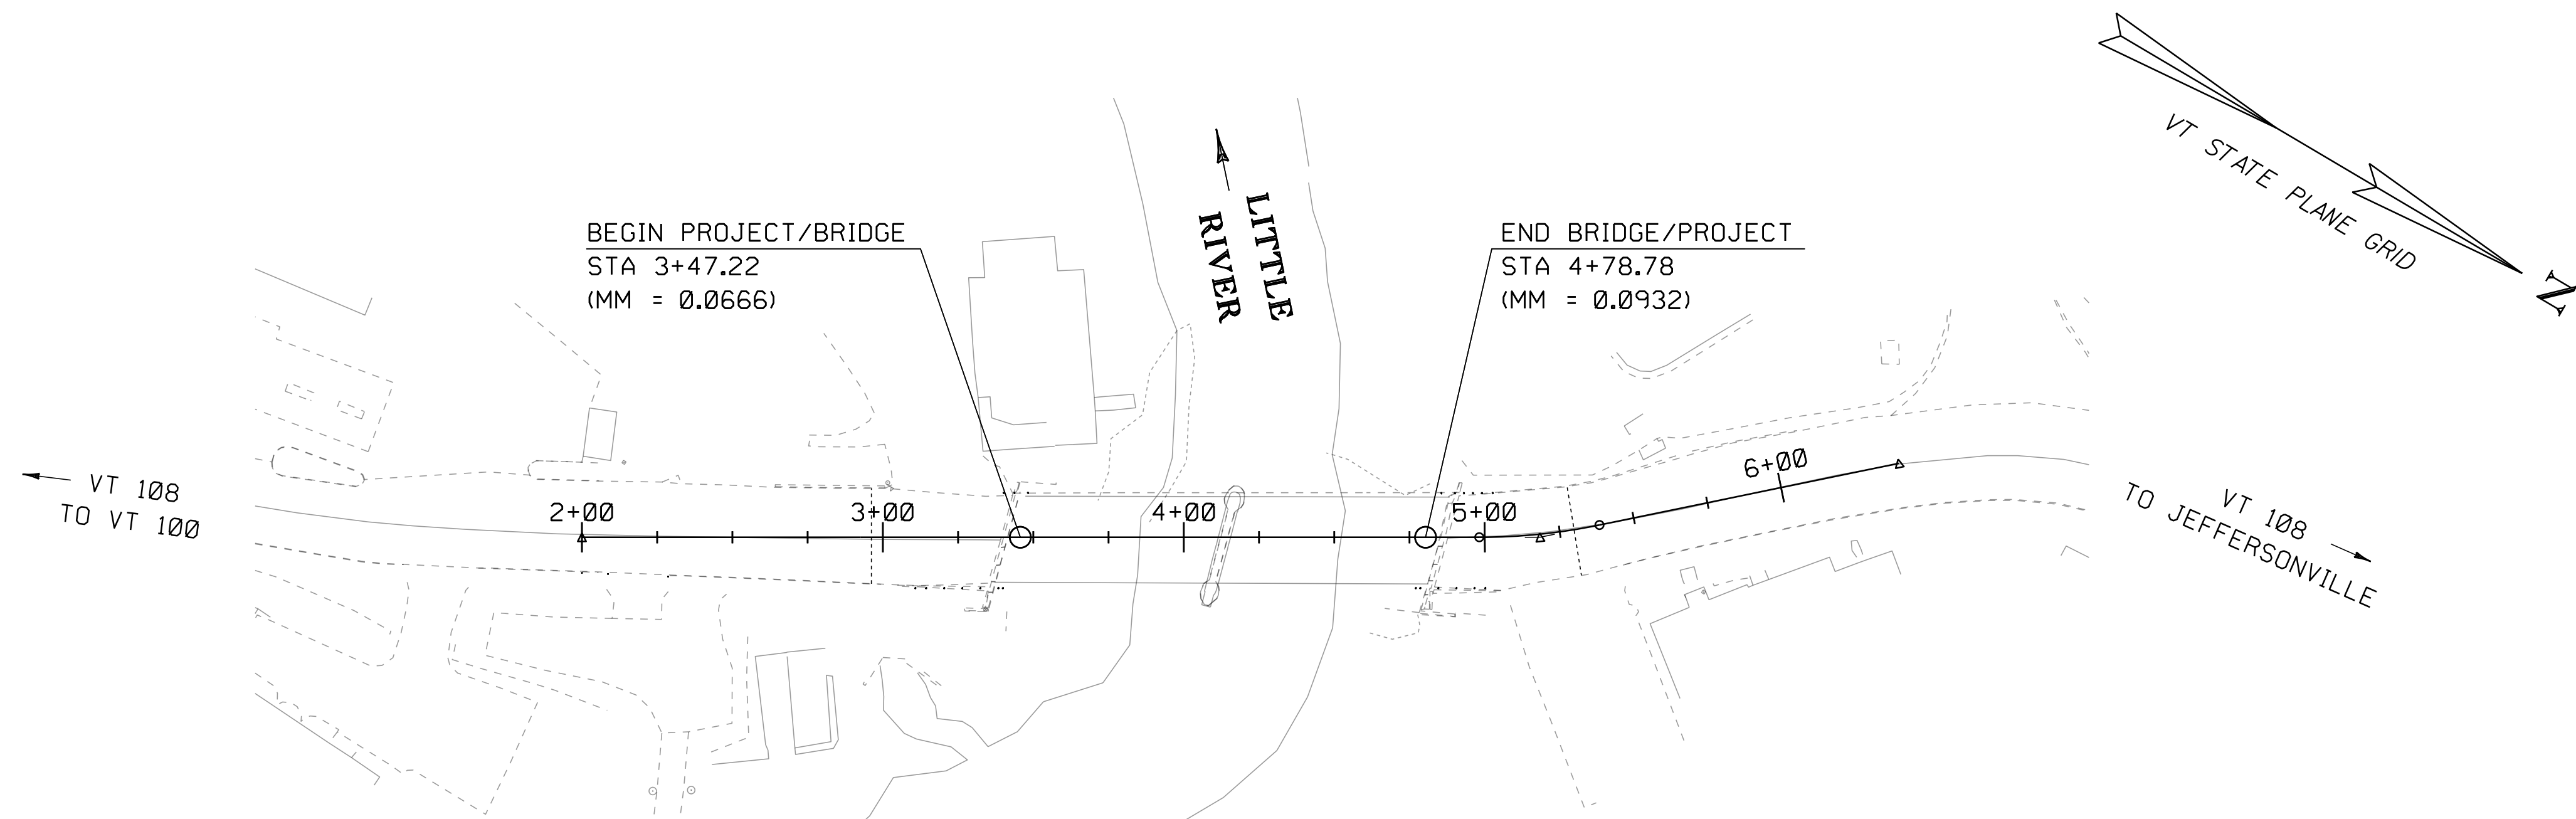 VT STATE PLANE GRID
N
LITTLE
RIVER
BEGIN PROJECT/BRIDGE
STA 3+47.22
(MM = 0.0666)
END BRIDGE/PROJECT
STA 4+78.78
(MM = 0.0932)
VT 108
TO VT 100
2+00
3+00
4+00
5+00
6+00
VT 108
TO JEFFERSONVILLE